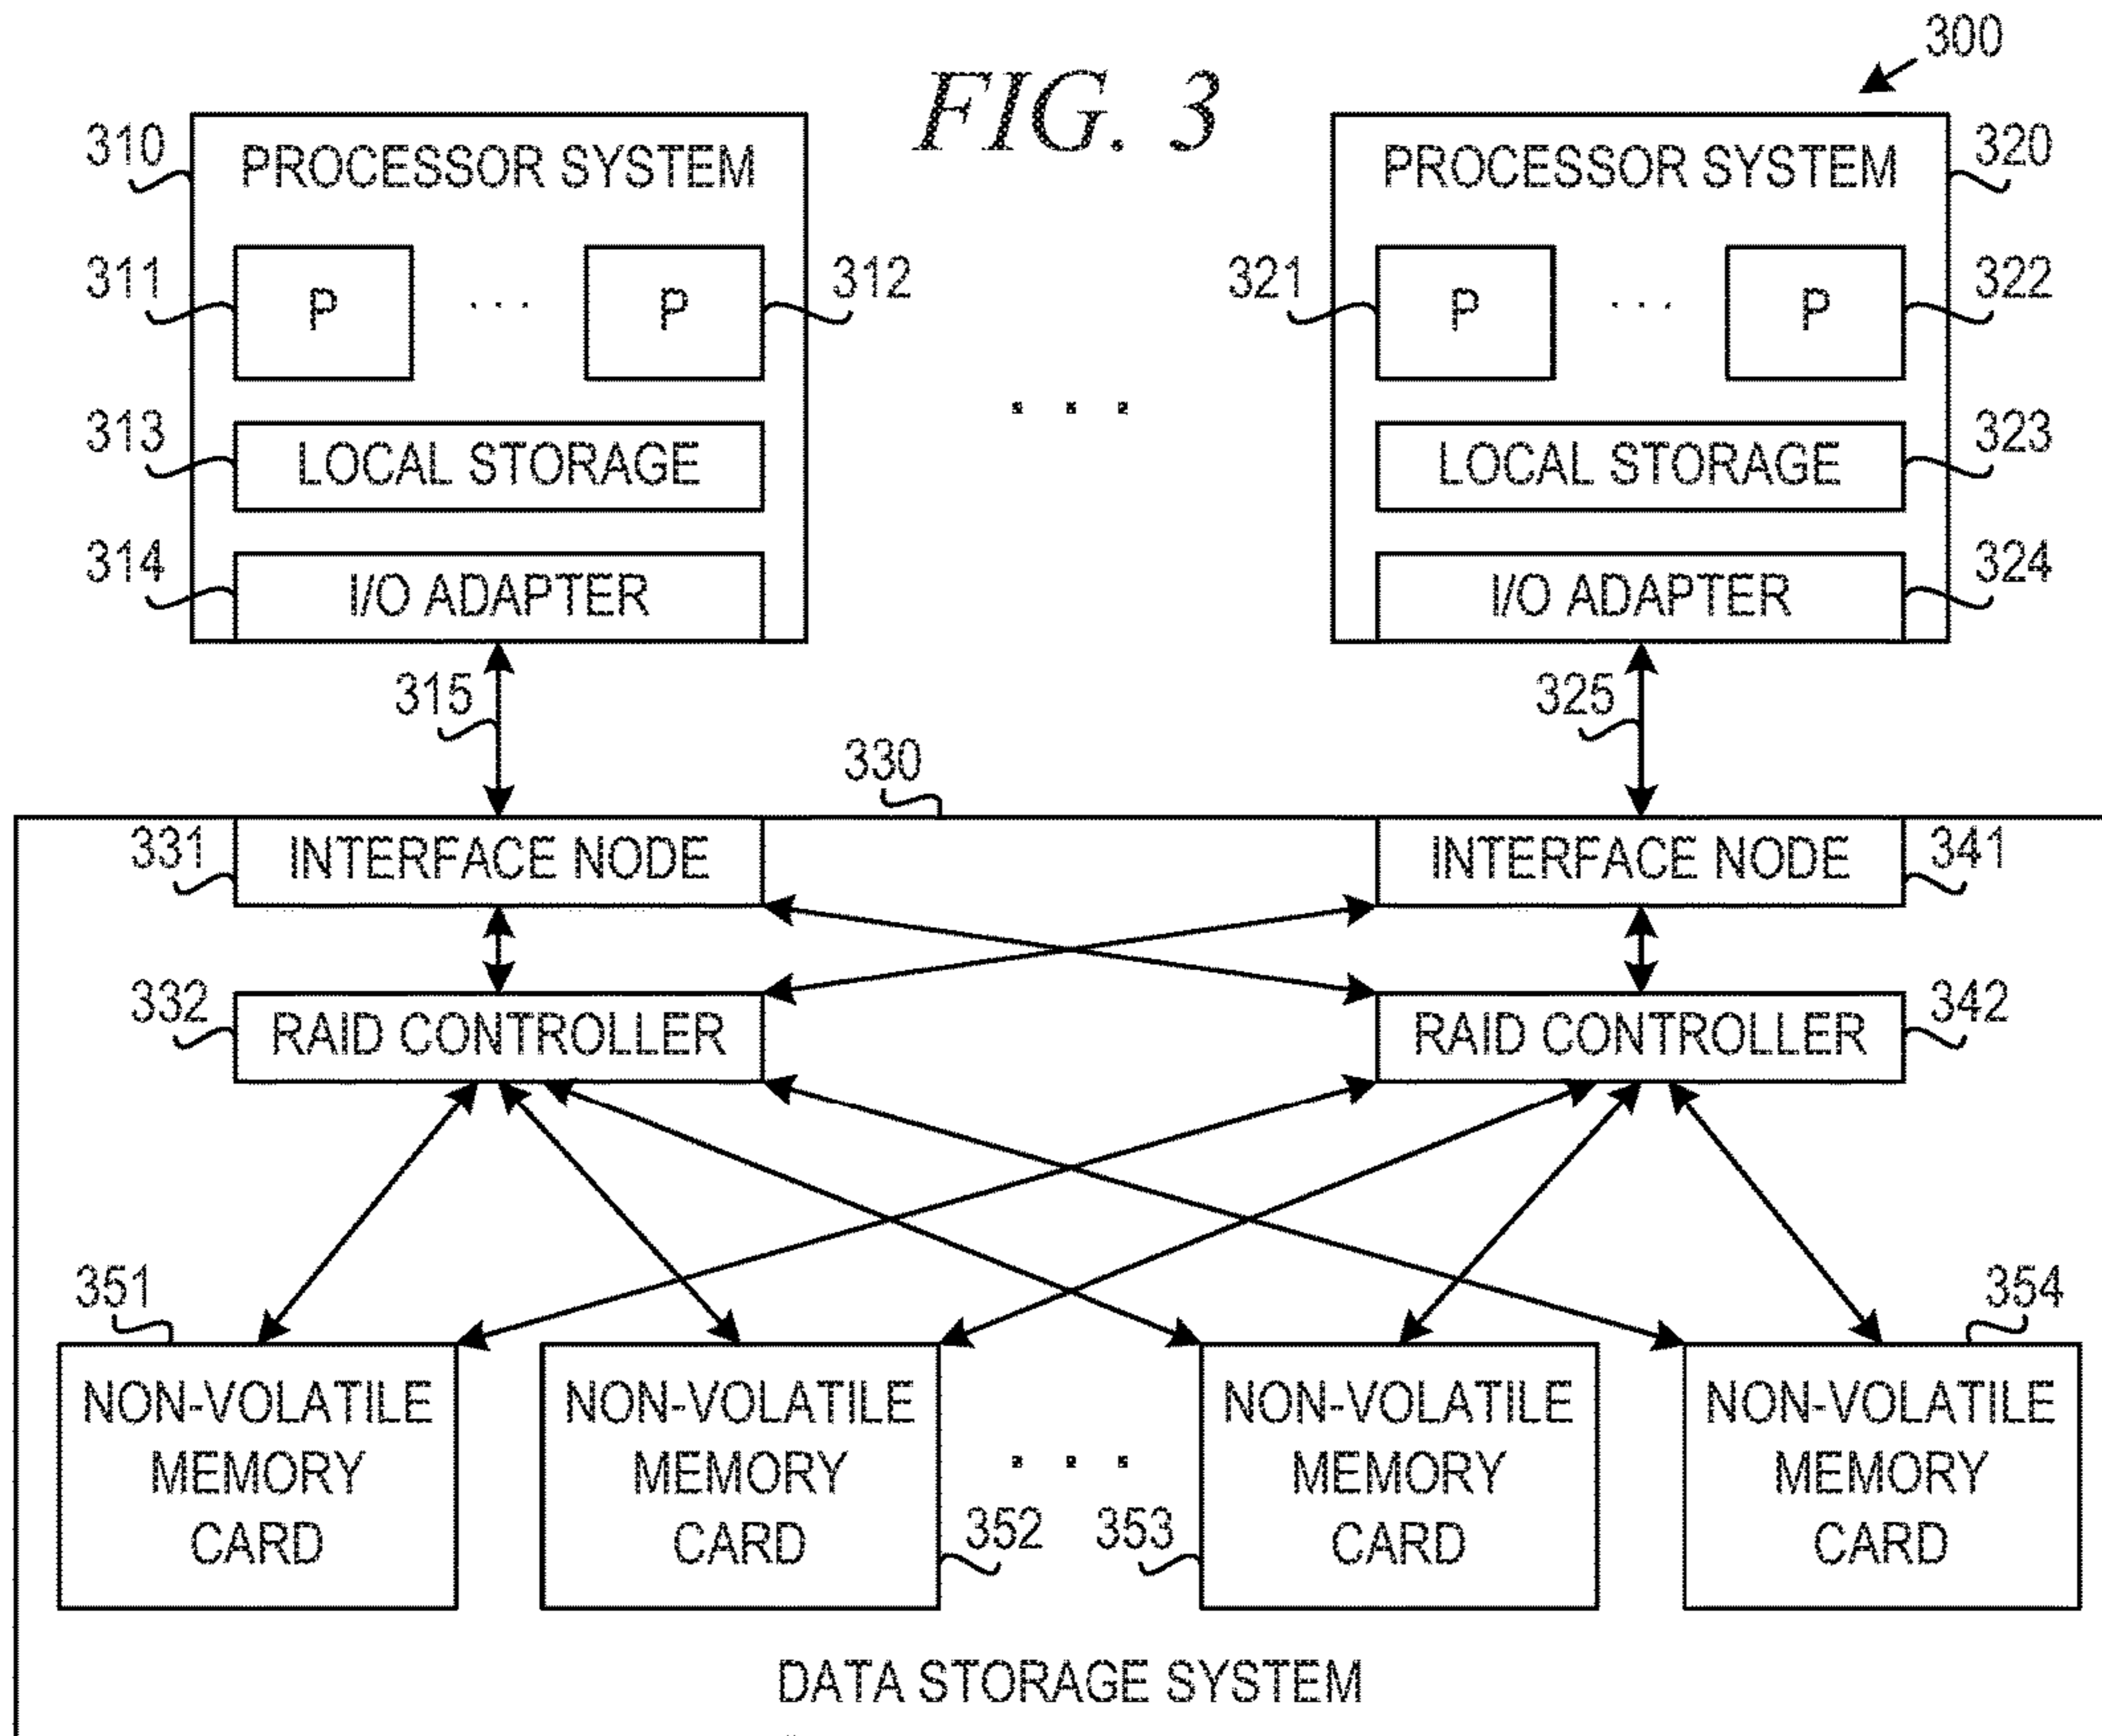 300
FIG. 3
310
PROCESSOR SYSTEM
PROCESSOR SYSTEM
320
311
P
. . .
P
312
321
P
. . .
P
322
. . .
313
LOCAL STORAGE
LOCAL STORAGE
323
314
I/O ADAPTER
I/O ADAPTER
324
315
325
330
331
INTERFACE NODE
INTERFACE NODE
341
332
RAID CONTROLLER
RAID CONTROLLER
342
351
354
NON-VOLATILE
MEMORY
CARD
NON-VOLATILE
MEMORY
CARD
352
. . .
353
NON-VOLATILE
MEMORY
CARD
NON-VOLATILE
MEMORY
CARD
DATA STORAGE SYSTEM